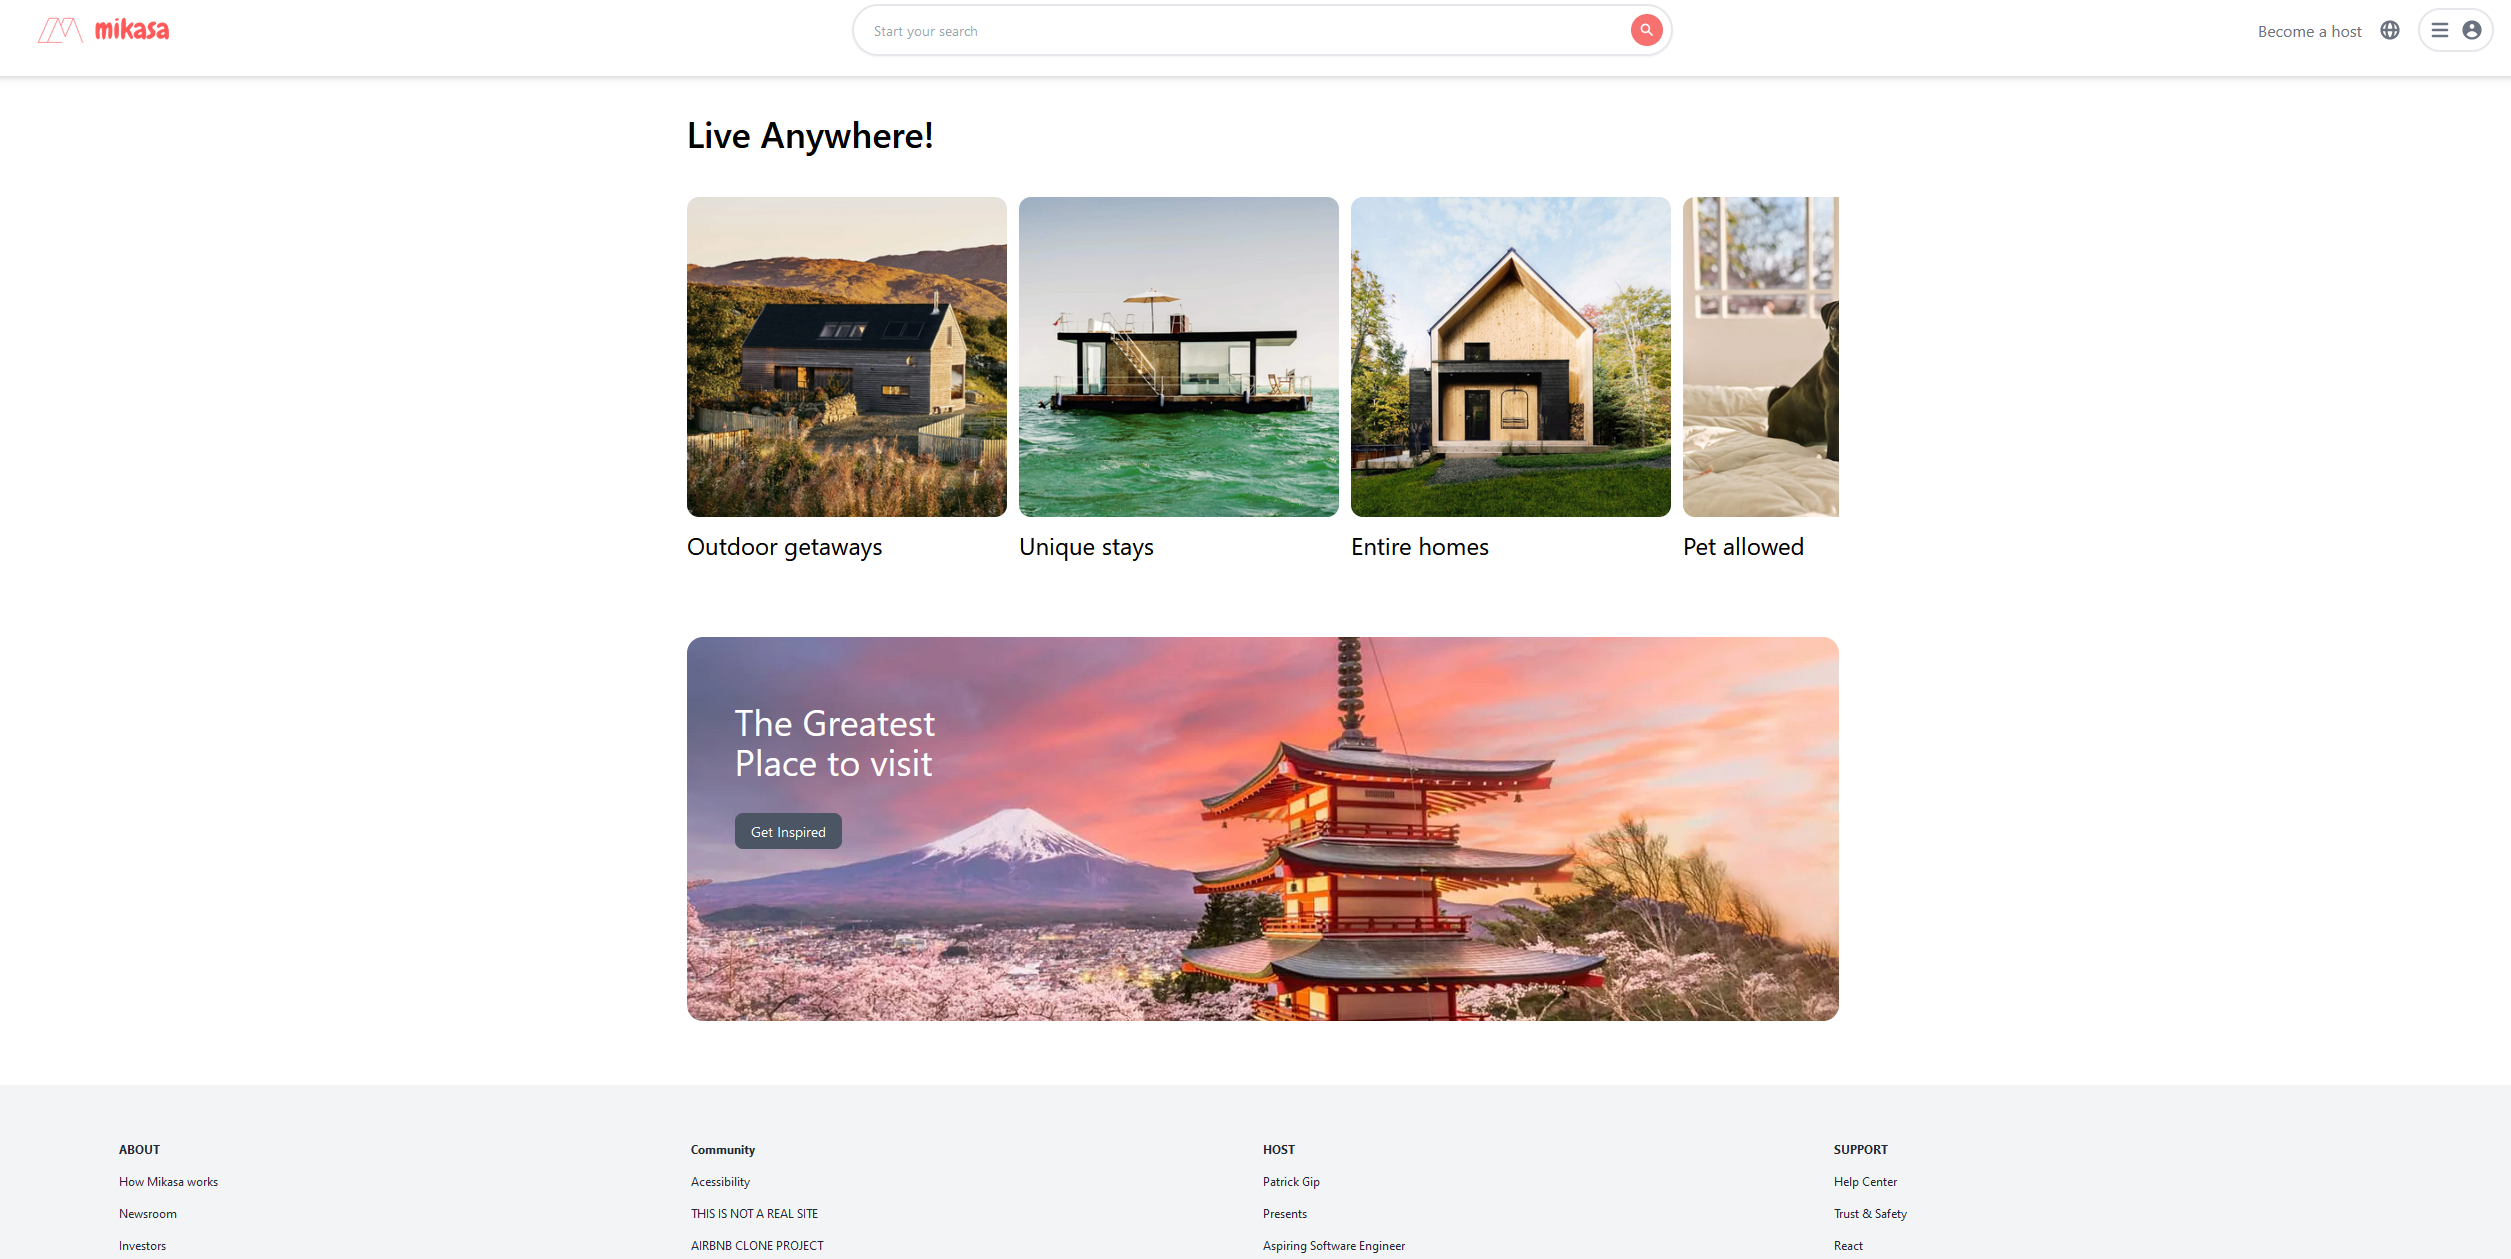 mikasa
Start your search
Become a host
Live Anywhere!
Outdoor getaways
Unique stays
Entire homes
Pet allowed
The Greatest
Place to visit
Get Inspired
ABOUT
How Mikasa works
Newsroom
Investors
Community
Acessibility
THIS IS NOT A REAL SITE
AIRBNB CLONE PROJECT
HOST
Patrick Gip
Presents
Aspiring Software Engineer
SUPPORT
Help Center
Trust & Safety
React